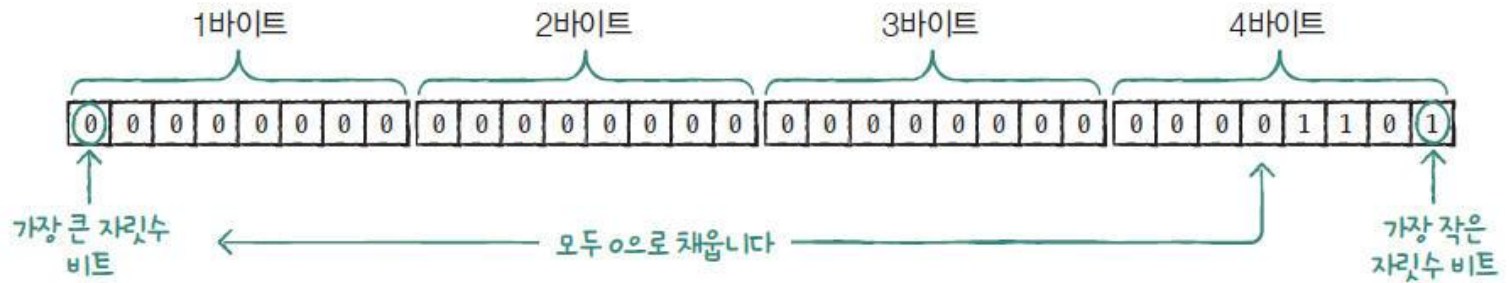 1바이트 2바이트 3바이트 4바이트
0 0 0 0 0 0 0 0 0 0 0 0 0 0 0 0 0 0 0 0 0 0 0 0 0 0 0 0 1 1 0 1
가장 큰 자릿수
비트
모두 0으로 채웁니다
가장 작은
자릿수 비트